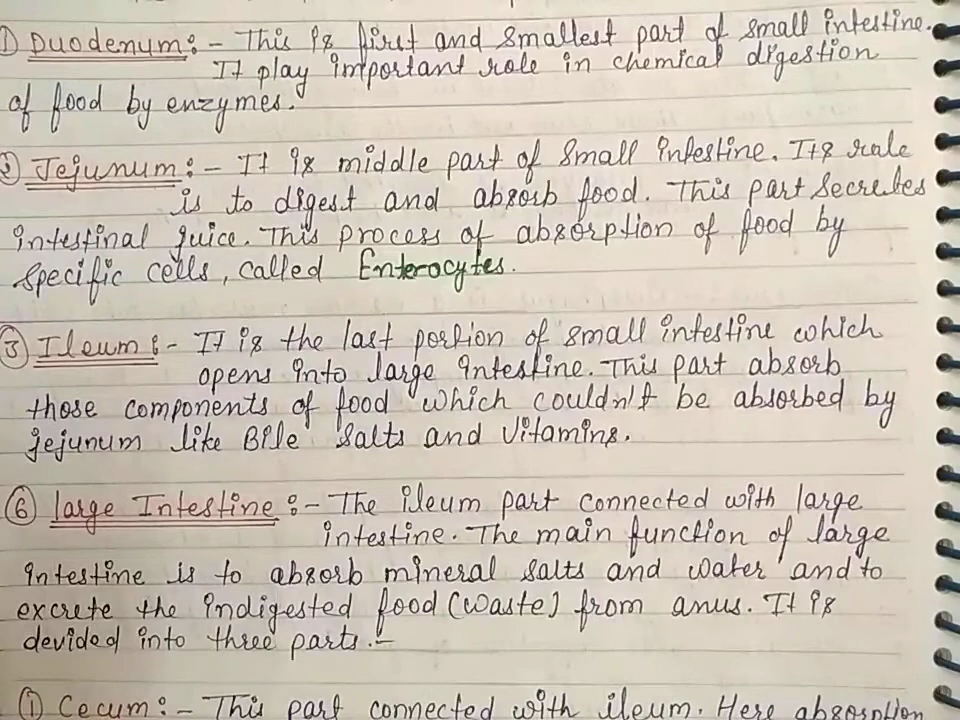 ① Duodenum:- This is first and smallest part of small intestine.
It play important role in chemical digestion
of food by enzymes.
② Jejunum:- It is middle part of small intestine. Its role
is to digest and absorb food. This part secretes
intestinal juice. This process of absorption of food by
specific cells, called Enterocytes.
③ Ileum:- It is the last portion of small intestine which
opens into large intestine. This part absorb
those components of food which couldn't be absorbed by
jejunum like Bile salts and Vitamins.
⑥ large Intestine:- The ileum part connected with large
intestine. The main function of large
intestine is to absorb mineral salts and water and to
excrete the indigested food (waste) from anus. It is
devided into three parts.-
① Cecum:- This part connected with ileum. Here absorption